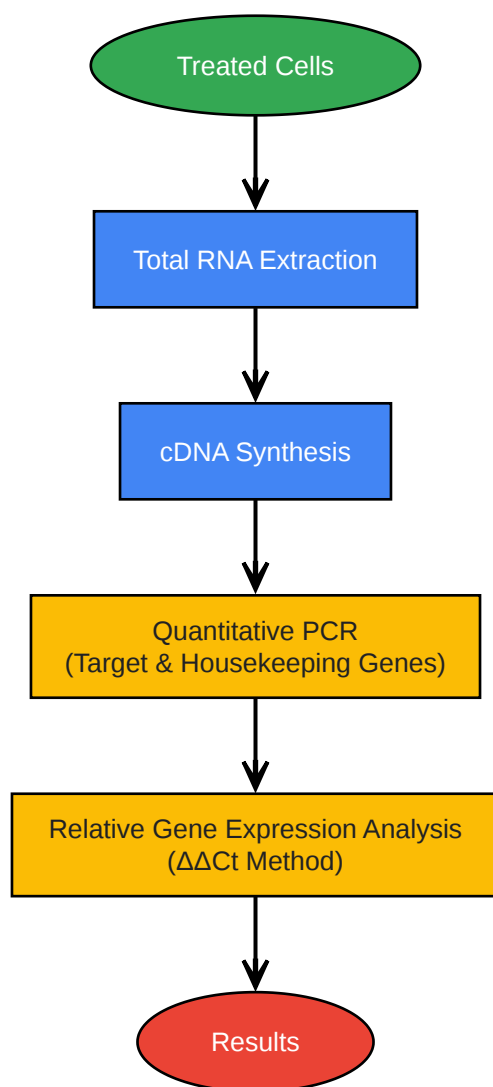 Treated Cells
Total RNA Extraction
cDNA Synthesis
Quantitative PCR
(Target & Housekeeping Genes)
Relative Gene Expression Analysis
(ΔΔCt Method)
Results